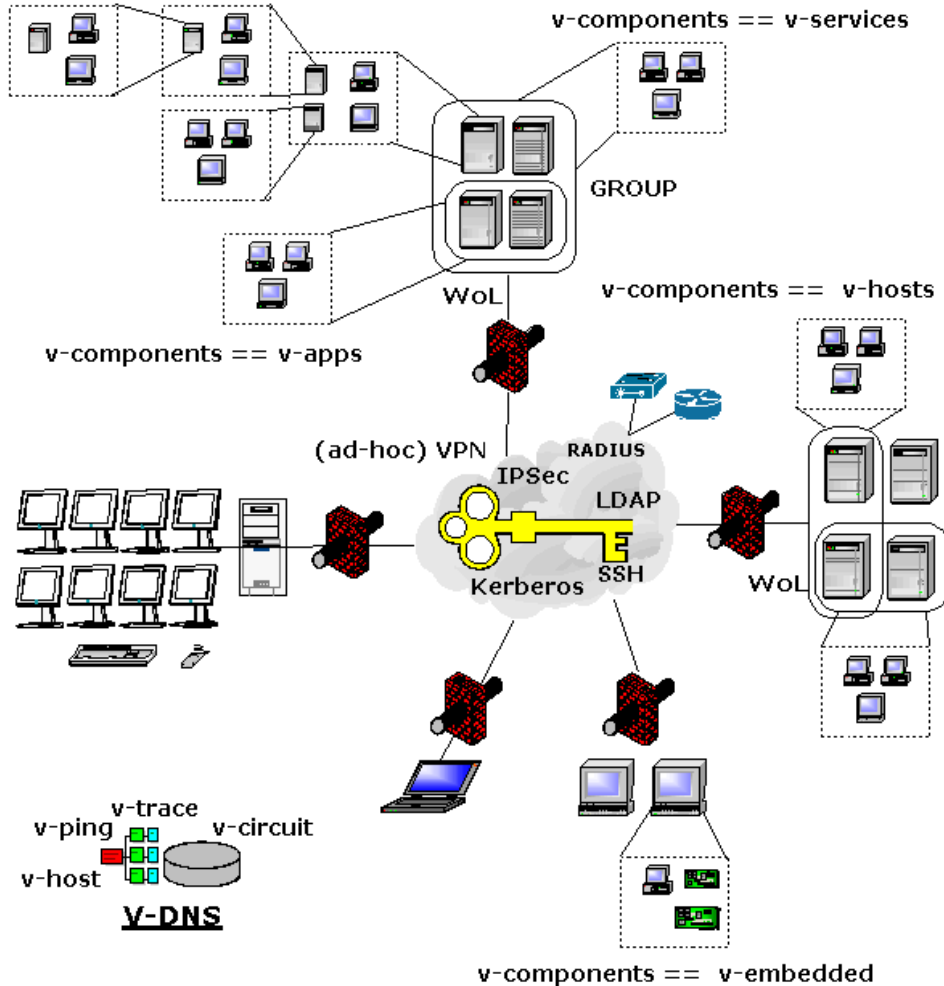 v-components == v-services
GROUP
WoL
v-components == v-hosts
v-components == v-apps
RADIUS
(ad-hoc) VPN
IPSec
LDAP
WoL
SSH
Kerberos
v-trace
v-ping
v-circuit
v-host
V-DNS
v-components == v-embedded